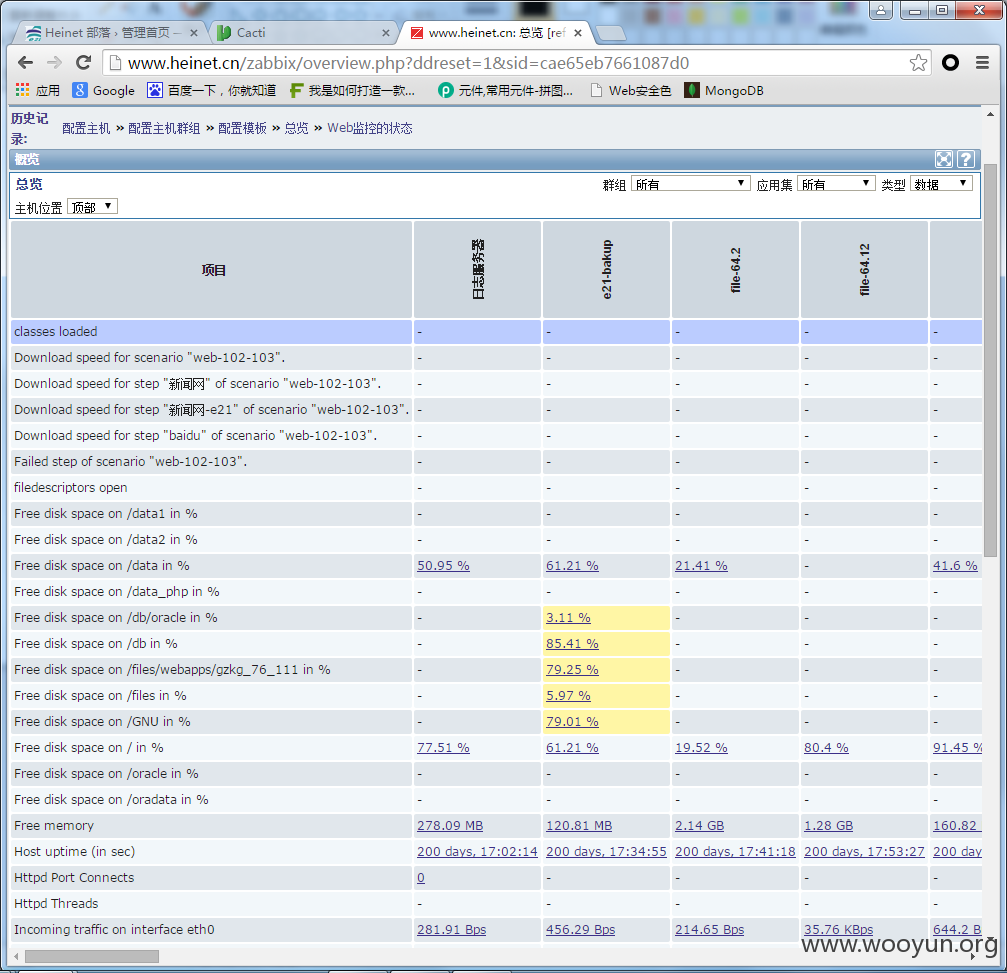 Heinet 部落 › 管理首页 —
Cacti
www.heinet.cn: 总览 [ref
www.heinet.cn/zabbix/overview.php?ddreset=1&sid=cae65eb7661087d0
应用 Google 百度一下，你就知道 我是如何打造一款... 元件,常用元件-拼图... Web安全色 MongoDB
历史记录: 配置主机 » 配置主机群组 » 配置模板 » 总览 » Web监控的状态
概览
总览 群组 所有 应用集 所有 类型 数据
主机位置 顶部
项目 日志服务器 e21-bakup file-64.2 file-64.12
classes loaded - - - - -
Download speed for scenario "web-102-103". - - - - -
Download speed for step "新闻网" of scenario "web-102-103". - - - - -
Download speed for step "新闻网-e21" of scenario "web-102-103". - - - - -
Download speed for step "baidu" of scenario "web-102-103". - - - - -
Failed step of scenario "web-102-103". - - - - -
filedescriptors open - - - - -
Free disk space on /data1 in % - - - - -
Free disk space on /data2 in % - - - - -
Free disk space on /data in % 50.95 % 61.21 % 21.41 % - 41.6 %
Free disk space on /data_php in % - - - - -
Free disk space on /db/oracle in % - 3.11 % - - -
Free disk space on /db in % - 85.41 % - - -
Free disk space on /files/webapps/gzkg_76_111 in % - 79.25 % - - -
Free disk space on /files in % - 5.97 % - - -
Free disk space on /GNU in % - 79.01 % - - -
Free disk space on / in % 77.51 % 61.21 % 19.52 % 80.4 % 91.45 %
Free disk space on /oracle in % - - - - -
Free disk space on /oradata in % - - - - -
Free memory 278.09 MB 120.81 MB 2.14 GB 1.28 GB 160.82
Host uptime (in sec) 200 days, 17:02:14 200 days, 17:34:55 200 days, 17:41:18 200 days, 17:53:27 200 day
Httpd Port Connects 0 - - - -
Httpd Threads - - - - -
Incoming traffic on interface eth0 281.91 Bps 456.29 Bps 214.65 Bps 35.76 KBps 644.2 B
www.wooyun.org